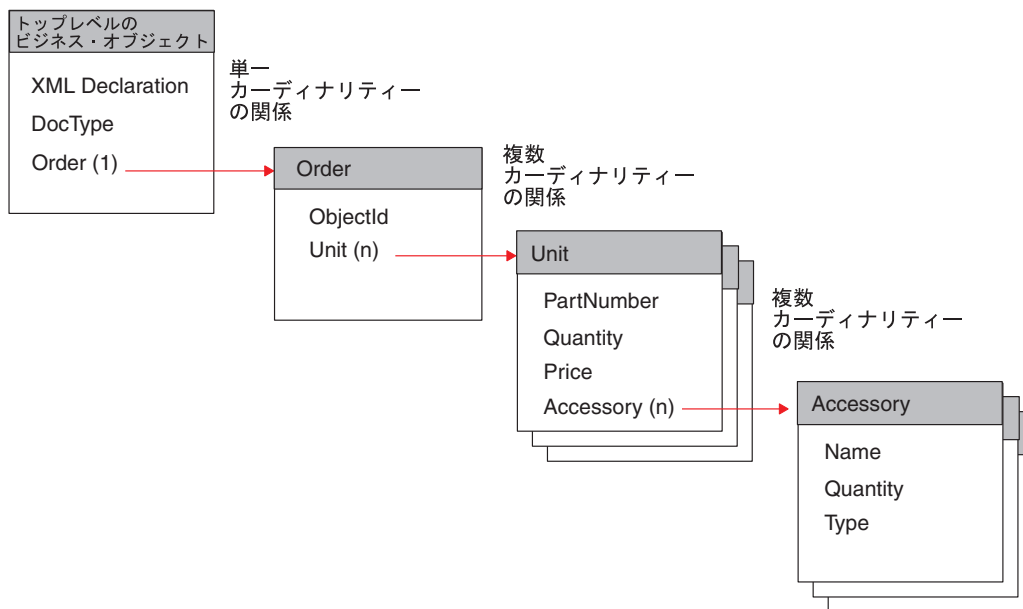 トップレベルの
ビジネス・オブジェクト
XML Declaration
DocType
Order (1)
単一
カーディナリティー
の関係
Order
ObjectId
Unit (n)
複数
カーディナリティー
の関係
Unit
PartNumber
Quantity
Price
Accessory (n)
複数
カーディナリティー
の関係
Accessory
Name
Quantity
Type